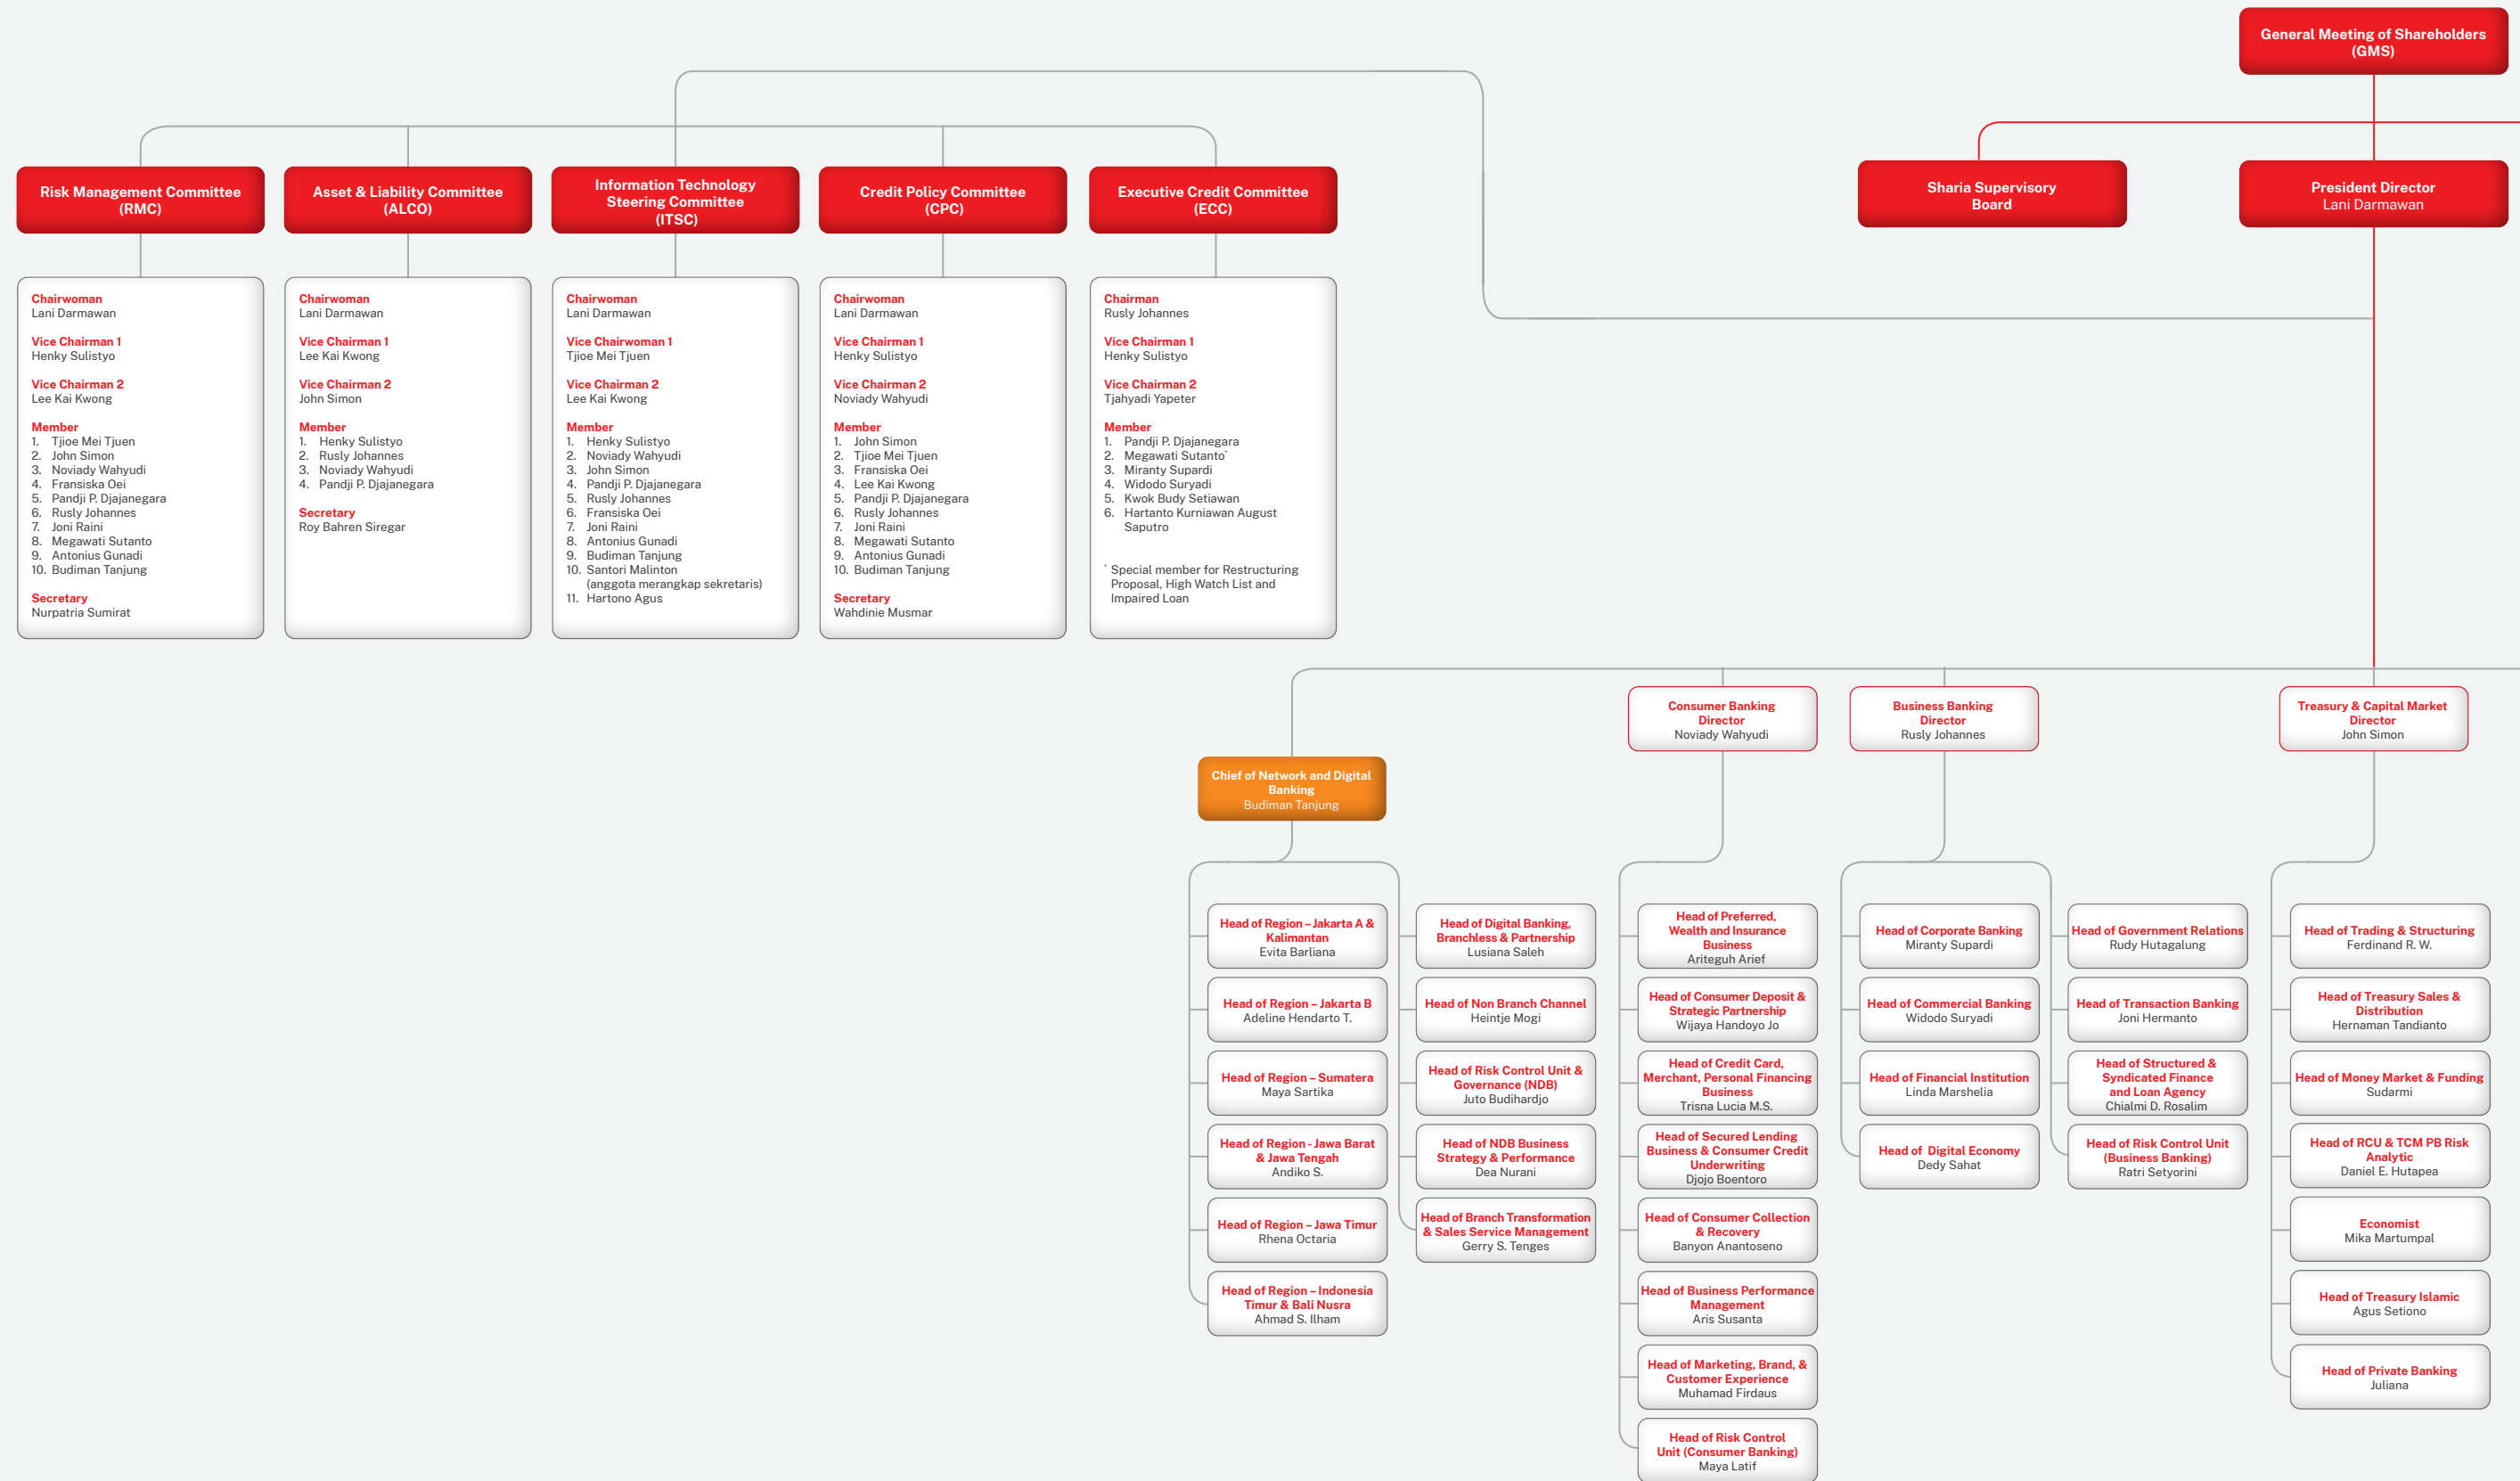 General Meeting of Shareholders
(GMS)
Risk Management Committee
(RMC)
Asset & Liability Committee
(ALCO)
Information Technology
Steering Committee
(ITSC)
Credit Policy Committee
(CPC)
Executive Credit Committee
(ECC)
Sharia Supervisory
Board
President Director
Lani Darmawan
Chairwoman
Lani Darmawan
Vice Chairman 1
Henky Sulistyo
Vice Chairman 2
Lee Kai Kwong
Member
1. Tjioe Mei Tjuen
2. John Simon
3. Noviady Wahyudi
4. Fransiska Oei
5. Pandji P. Djajanegara
6. Rusly Johannes
7. Joni Raini
8. Megawati Sutanto
9. Antonius Gunadi
10. Budiman Tanjung
Secretary
Nurpatria Sumirat
Chairwoman
Lani Darmawan
Vice Chairman 1
Lee Kai Kwong
Vice Chairman 2
John Simon
Member
1. Henky Sulistyo
2. Rusly Johannes
3. Noviady Wahyudi
4. Pandji P. Djajanegara
Secretary
Roy Bahren Siregar
Chairwoman
Lani Darmawan
Vice Chairwoman 1
Tjioe Mei Tjuen
Vice Chairman 2
Lee Kai Kwong
Member
1. Henky Sulistyo
2. Noviady Wahyudi
3. John Simon
4. Pandji P. Djajanegara
5. Rusly Johannes
6. Fransiska Oei
7. Joni Raini
8. Antonius Gunadi
9. Budiman Tanjung
10. Santori Malinton
(anggota merangkap sekretaris)
11. Hartono Agus
Chairwoman
Lani Darmawan
Vice Chairman 1
Henky Sulistyo
Vice Chairman 2
Noviady Wahyudi
Member
1. John Simon
2. Tjioe Mei Tjuen
3. Fransiska Oei
4. Lee Kai Kwong
5. Pandji P. Djajanegara
6. Rusly Johannes
7. Joni Raini
8. Megawati Sutanto
9. Antonius Gunadi
10. Budiman Tanjung
Secretary
Wahdinie Musmar
Chairman
Rusly Johannes
Vice Chairman 1
Henky Sulistyo
Vice Chairman 2
Tjahyadi Yapeter
Member
1. Pandji P. Djajanegara
2. Megawati Sutanto*
3. Miranty Supardi
4. Widodo Suryadi
5. Kwok Budy Setiawan
6. Hartanto Kurniawan August
Saputro
* Special member for Restructuring
Proposal, High Watch List and
Impaired Loan
Consumer Banking
Director
Noviady Wahyudi
Business Banking
Director
Rusly Johannes
Treasury & Capital Market
Director
John Simon
Chief of Network and Digital
Banking
Budiman Tanjung
Head of Region – Jakarta A &
Kalimantan
Evita Barliana
Head of Region – Jakarta B
Adeline Hendarto T.
Head of Region – Sumatera
Maya Sartika
Head of Region - Jawa Barat
& Jawa Tengah
Andiko S.
Head of Region – Jawa Timur
Rhena Octaria
Head of Region – Indonesia
Timur & Bali Nusra
Ahmad S. Ilham
Head of Digital Banking,
Branchless & Partnership
Lusiana Saleh
Head of Non Branch Channel
Heintje Mogi
Head of Risk Control Unit &
Governance (NDB)
Juto Budihardjo
Head of NDB Business
Strategy & Performance
Dea Nurani
Head of Branch Transformation
& Sales Service Management
Gerry S. Tenges
Head of Preferred,
Wealth and Insurance
Business
Ariteguh Arief
Head of Consumer Deposit &
Strategic Partnership
Wijaya Handoyo Jo
Head of Credit Card,
Merchant, Personal Financing
Business
Trisna Lucia M.S.
Head of Secured Lending
Business & Consumer Credit
Underwriting
Djojo Boentoro
Head of Consumer Collection
& Recovery
Banyon Anantoseno
Head of Business Performance
Management
Aris Susanta
Head of Marketing, Brand, &
Customer Experience
Muhamad Firdaus
Head of Risk Control
Unit (Consumer Banking)
Maya Latif
Head of Corporate Banking
Miranty Supardi
Head of Commercial Banking
Widodo Suryadi
Head of Financial Institution
Linda Marshelia
Head of Digital Economy
Dedy Sahat
Head of Government Relations
Rudy Hutagalung
Head of Transaction Banking
Joni Hermanto
Head of Structured &
Syndicated Finance
and Loan Agency
Chialmi D. Rosalim
Head of Risk Control Unit
(Business Banking)
Ratri Setyorini
Head of Trading & Structuring
Ferdinand R. W.
Head of Treasury Sales &
Distribution
Hernaman Tandianto
Head of Money Market & Funding
Sudarmi
Head of RCU & TCM PB Risk
Analytic
Daniel E. Hutapea
Economist
Mika Martumpal
Head of Treasury Islamic
Agus Setiono
Head of Private Banking
Juliana